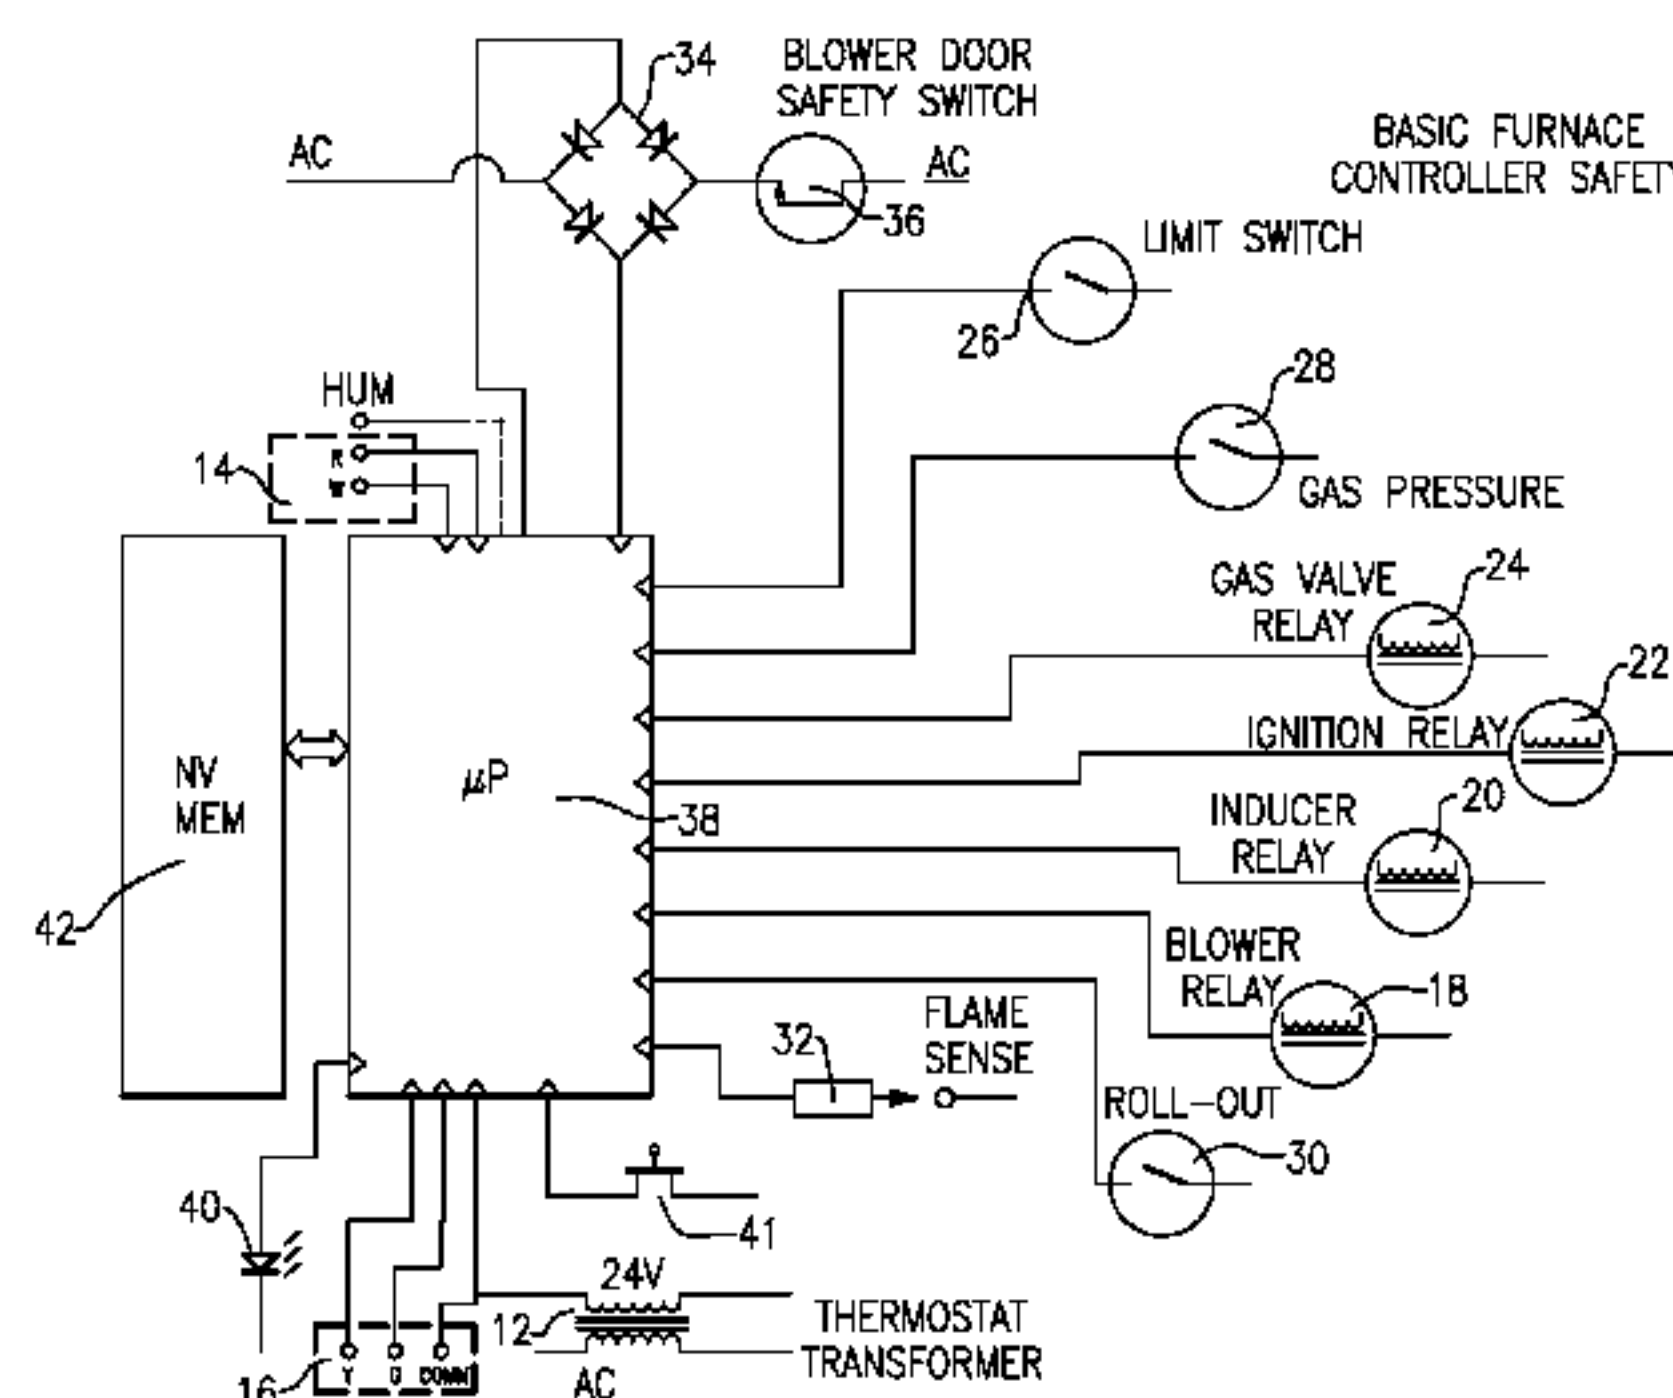 34
BLOWER DOOR
SAFETY SWITCH
AC
AC
36
BASIC FURNACE
CONTROLLER SAFETY
LIMIT SWITCH
26
28
GAS PRESSURE
HUM
14
R
W
GAS VALVE
RELAY
24
22
IGNITION RELAY
NV
MEM
μP
38
INDUCER
RELAY
20
42
BLOWER
RELAY
18
FLAME
SENSE
32
ROLL-OUT
30
40
41
24V
12
THERMOSTAT
TRANSFORMER
16
Y
G
COMM
AC